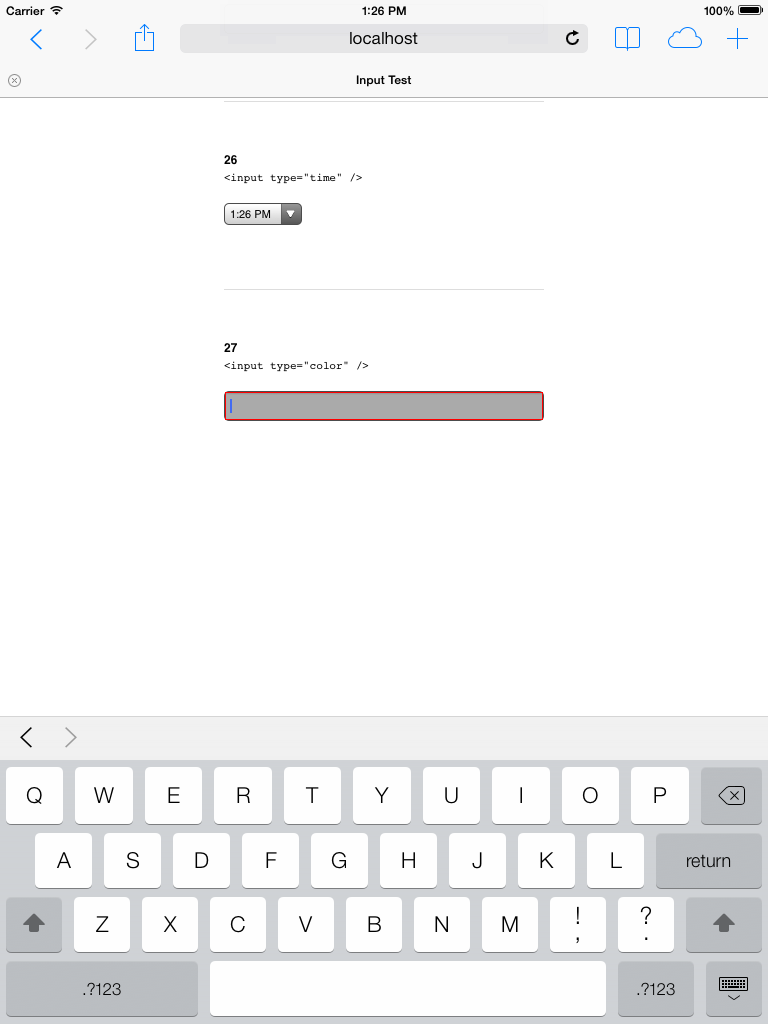 Carrier 1:26 PM 100%
localhost
Input Test
26
<input type="time" />
1:26 PM
27
<input type="color" />
Q W E R T Y U I O P
A S D F G H J K L return
Z X C V B N M ! , ? .
.?123 .?123